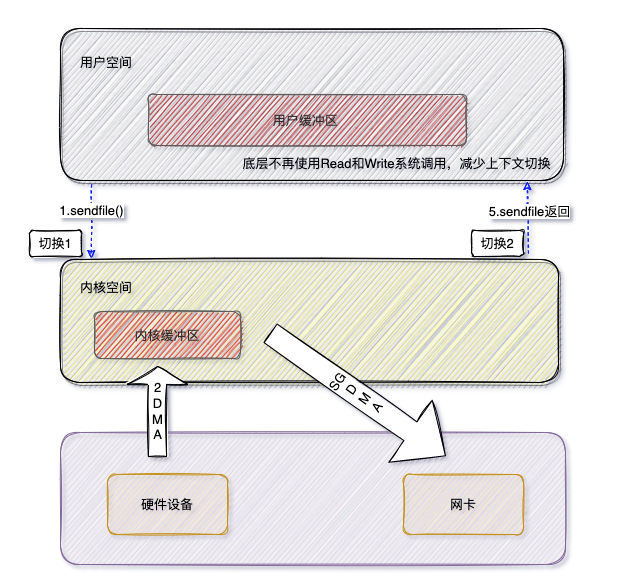 用户空间
用户缓冲区
底层不再使用Read和Write系统调用，减少上下文切换
1.sendfile()
5.sendfile返回
切换1
切换2
内核空间
内核缓冲区
2
D
M
A
SG
D
M
A
硬件设备
网卡